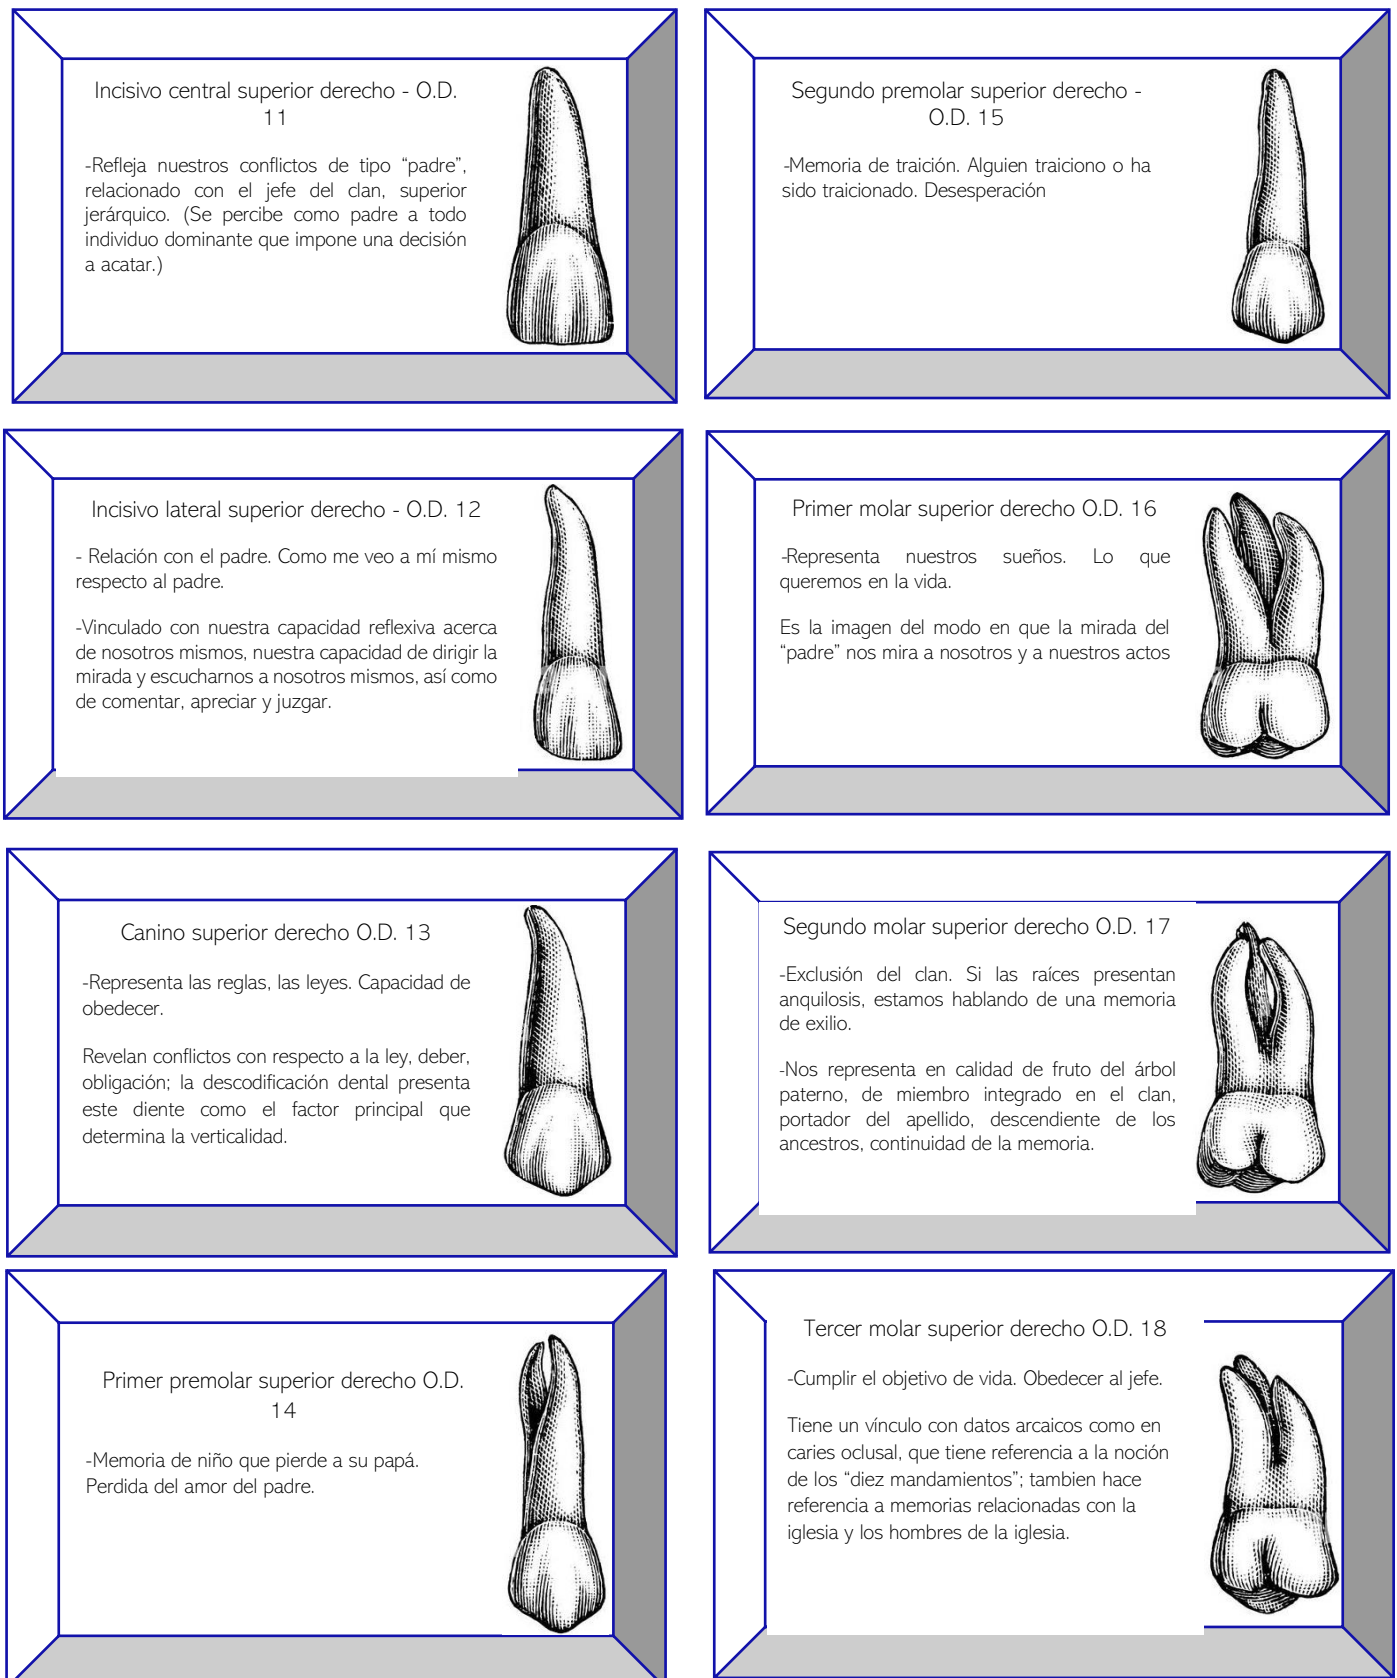 Incisivo central superior derecho - O.D.
11
-Refleja nuestros conflictos de tipo “padre”,
relacionado con el jefe del clan, superior
jerárquico. (Se percibe como padre a todo
individuo dominante que impone una decisión
a acatar.)
Incisivo lateral superior derecho - O.D. 12
- Relación con el padre. Como me veo a mí mismo
respecto al padre.
-Vinculado con nuestra capacidad reflexiva acerca
de nosotros mismos, nuestra capacidad de dirigir la
mirada y escucharnos a nosotros mismos, así como
de comentar, apreciar y juzgar.
Canino superior derecho O.D. 13
-Representa las reglas, las leyes. Capacidad de
obedecer.
Revelan conflictos con respecto a la ley, deber,
obligación; la descodificación dental presenta
este diente como el factor principal que
determina la verticalidad.
Primer premolar superior derecho O.D.
14
-Memoria de niño que pierde a su papá.
Perdida del amor del padre.
Segundo premolar superior derecho -
O.D. 15
-Memoria de traición. Alguien traiciono o ha
sido traicionado. Desesperación
Primer molar superior derecho O.D. 16
-Representa nuestros sueños. Lo que
queremos en la vida.
Es la imagen del modo en que la mirada del
“padre” nos mira a nosotros y a nuestros actos
Segundo molar superior derecho O.D. 17
-Exclusión del clan. Si las raíces presentan
anquilosis, estamos hablando de una memoria
de exilio.
-Nos representa en calidad de fruto del árbol
paterno, de miembro integrado en el clan,
portador del apellido, descendiente de los
ancestros, continuidad de la memoria.
Tercer molar superior derecho O.D. 18
-Cumplir el objetivo de vida. Obedecer al jefe.
Tiene un vínculo con datos arcaicos como en
caries oclusal, que tiene referencia a la noción
de los “diez mandamientos”; tambien hace
referencia a memorias relacionadas con la
iglesia y los hombres de la iglesia.